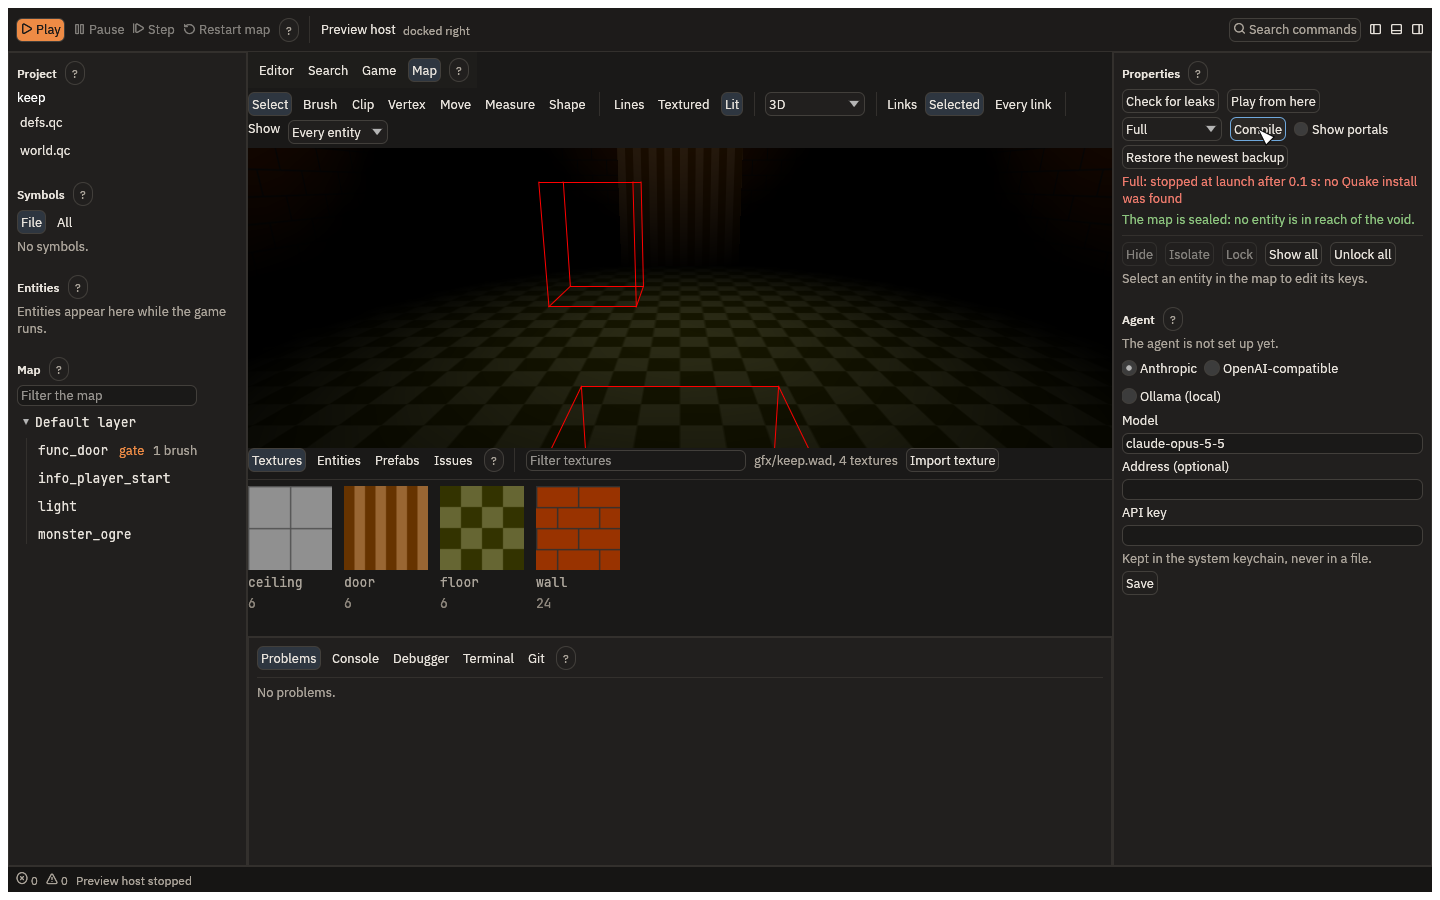 Play Pause Step Restart map ? Preview host docked right Search commands
Project ?
keep
defs.qc
world.qc
Symbols ?
File All
No symbols.
Entities ?
Entities appear here while the game
runs.
Map ?
Filter the map
Default layer
func_door gate 1 brush
info_player_start
light
monster_ogre
Editor Search Game Map ?
Select Brush Clip Vertex Move Measure Shape Lines Textured Lit 3D Links Selected Every link
Show Every entity
Textures Entities Prefabs Issues ? Filter textures gfx/keep.wad, 4 textures Import texture
ceiling door floor wall
6 6 6 24
Problems Console Debugger Terminal Git ?
No problems.
Properties ?
Check for leaks Play from here
Full Compile Show portals
Restore the newest backup
Full: stopped at launch after 0.1 s: no Quake install
was found
The map is sealed: no entity is in reach of the void.
Hide Isolate Lock Show all Unlock all
Select an entity in the map to edit its keys.
Agent ?
The agent is not set up yet.
Anthropic OpenAI-compatible
Ollama (local)
Model
claude-opus-5-5
Address (optional)
API key
Kept in the system keychain, never in a file.
Save
0 0 Preview host stopped